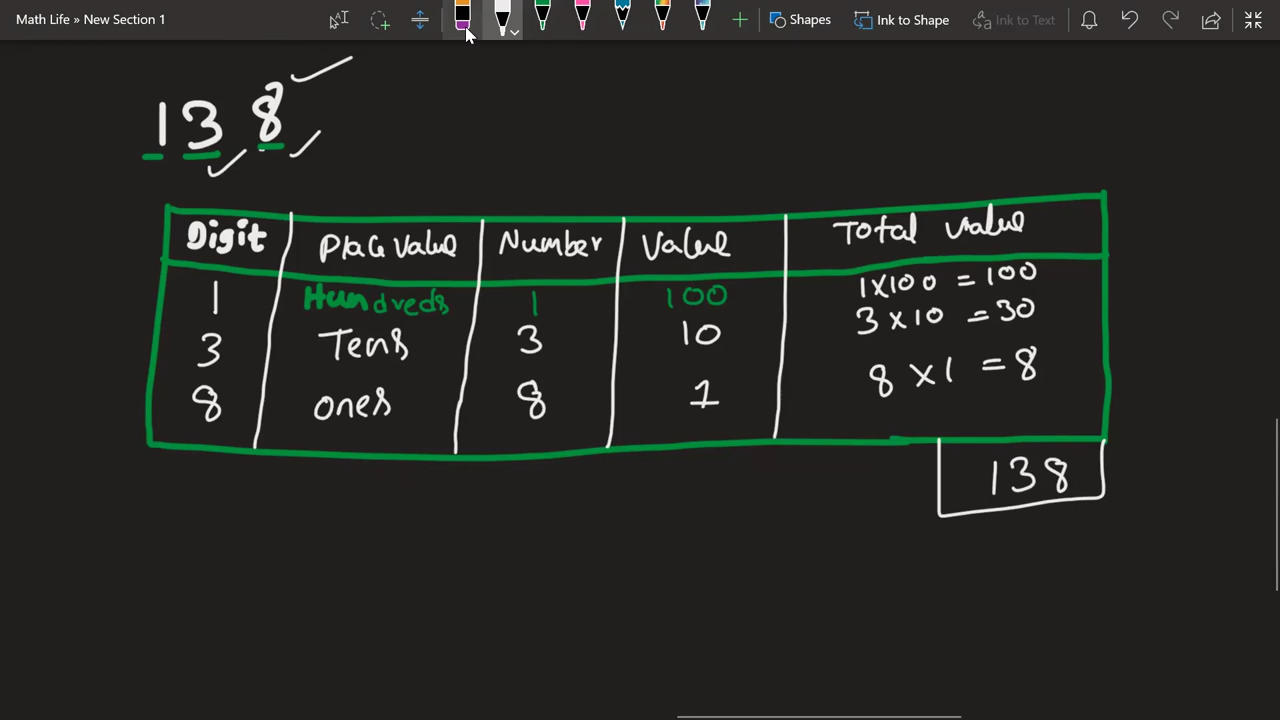 Math Life » New Section 1
Shapes
Ink to Shape
Ink to Text
138
Digit Place Value Number Value Total Value
1 Hundreds 1 100 1x100 = 100
3 Tens 3 10 3 x 10 = 30
8 ones 8 1 8 x 1 = 8
138